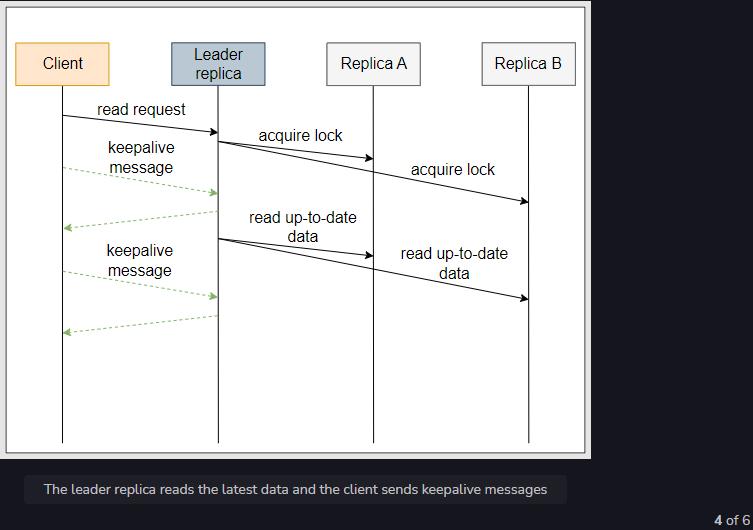 Client
Leader
replica
Replica A
Replica B
read request
acquire lock
keepalive
message
acquire lock
read up-to-date
data
keepalive
message
read up-to-date
data
The leader replica reads the latest data and the client sends keepalive messages
4 of 6